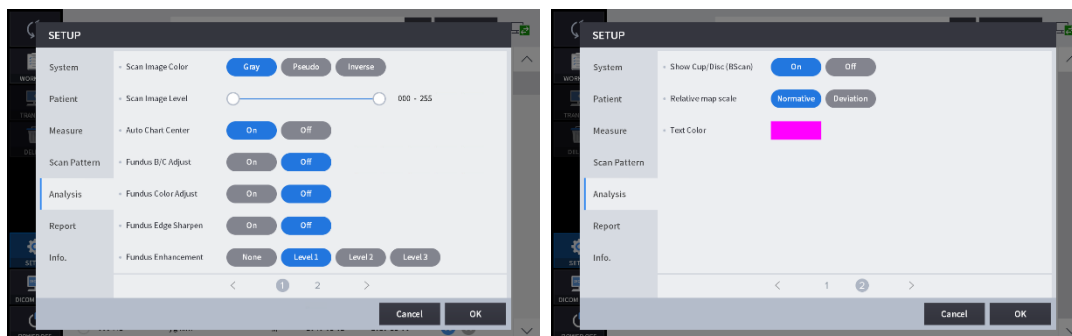 SETUP
System
Patient
Measure
Scan Pattern
Analysis
Report
Info.
Scan Image Color Gray Pseudo Inverse
Scan Image Level 000 - 255
Auto Chart Center On Off
Fundus B/C Adjust On Off
Fundus Color Adjust On Off
Fundus Edge Sharpen On Off
Fundus Enhancement None Level 1 Level 2 Level 3
< 1 2 >
Cancel OK
DICOM
SETUP
System
Patient
Measure
Scan Pattern
Analysis
Report
Info.
Show Cup/Disc (BScan) On Off
Relative map scale Normative Deviation
Text Color
< 1 2 >
Cancel OK
DICOM